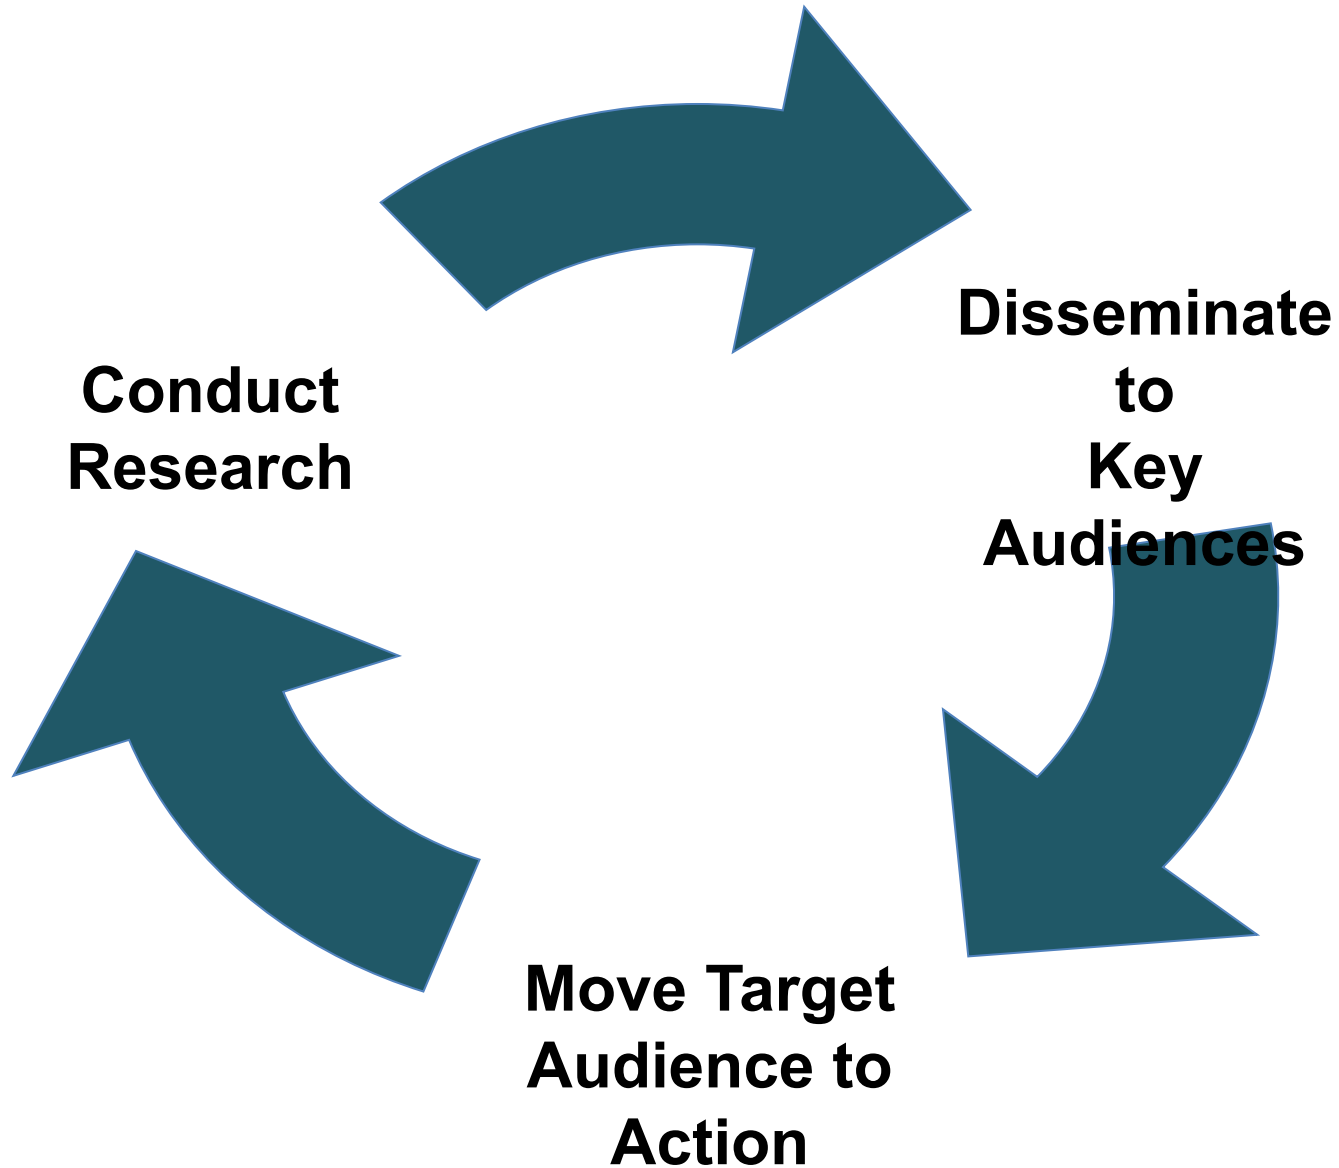 Conduct
Research
Disseminate
to
Key
Audiences
Move Target
Audience to
Action